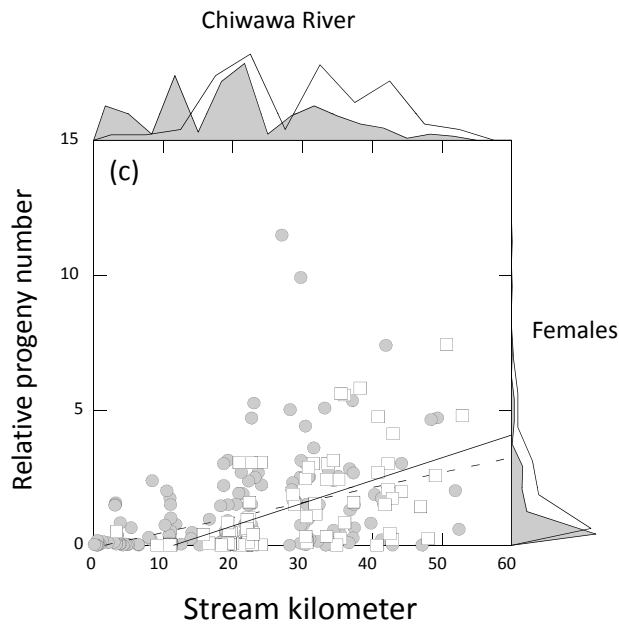 Chiwawa River
15
(c)
10
5
0
Relative progeny number
Females
0 10 20 30 40 50 60
Stream kilometer